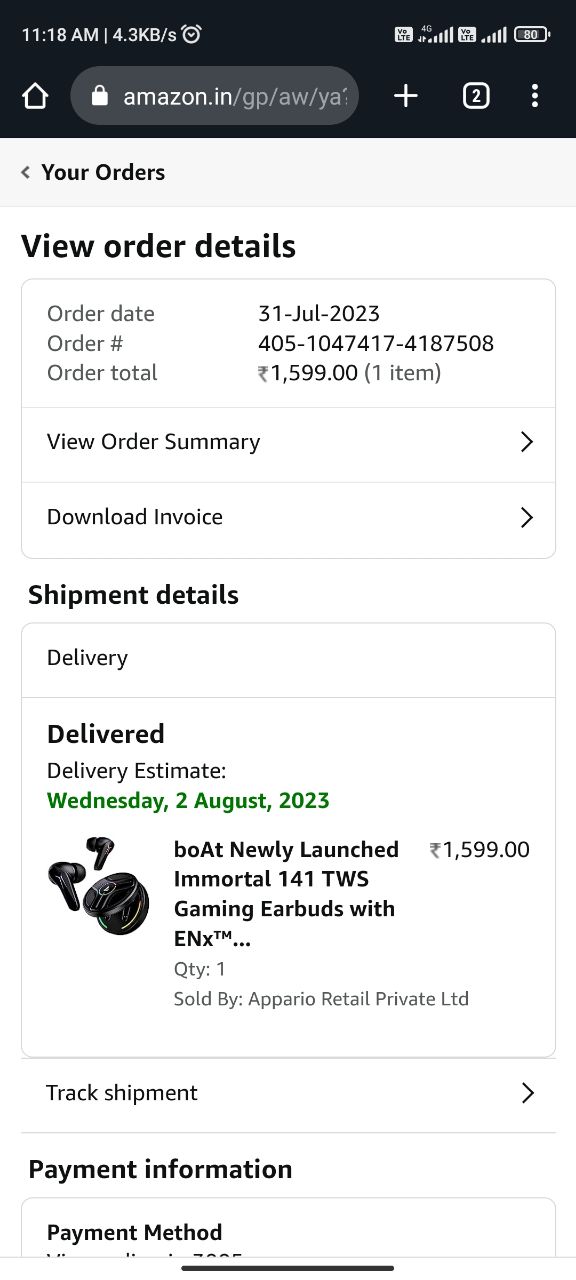 11:18 AM | 4.3KB/s
Vo LTE 4G Vo LTE 80
amazon.in/gp/aw/ya
2
Your Orders
View order details
Order date 31-Jul-2023
Order # 405-1047417-4187508
Order total ₹1,599.00 (1 item)
View Order Summary
Download Invoice
Shipment details
Delivery
Delivered
Delivery Estimate:
Wednesday, 2 August, 2023
boAt Newly Launched ₹1,599.00
Immortal 141 TWS
Gaming Earbuds with
ENx™...
Qty: 1
Sold By: Appario Retail Private Ltd
Track shipment
Payment information
Payment Method